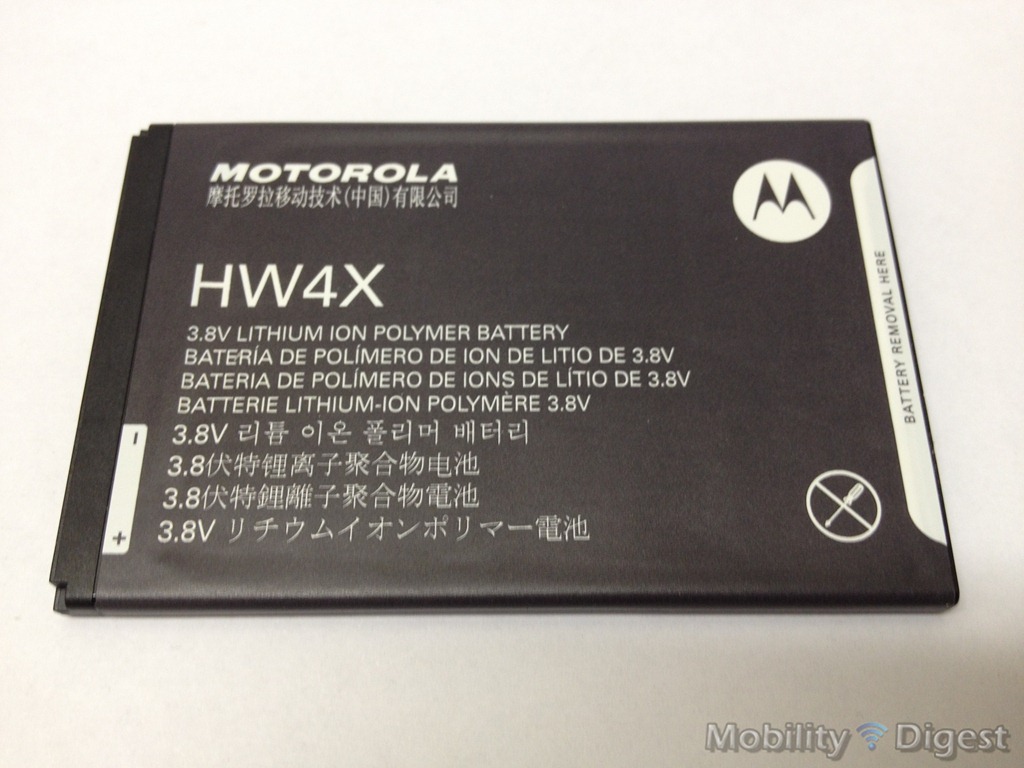 MOTOROLA
摩托罗拉移动技术(中国)有限公司
HW4X
3.8V LITHIUM ION POLYMER BATTERY
BATERÍA DE POLÍMERO DE ION DE LITIO DE 3.8V
BATERIA DE POLÍMERO DE IONS DE LÍTIO DE 3.8V
BATTERIE LITHIUM-ION POLYMÈRE 3.8V
3.8V 리튬 이온 폴리머 배터리
3.8伏特锂离子聚合物电池
3.8伏特鋰離子聚合物電池
3.8V リチウムイオンポリマー電池
- +
BATTERY REMOVAL HERE
Mobility Digest